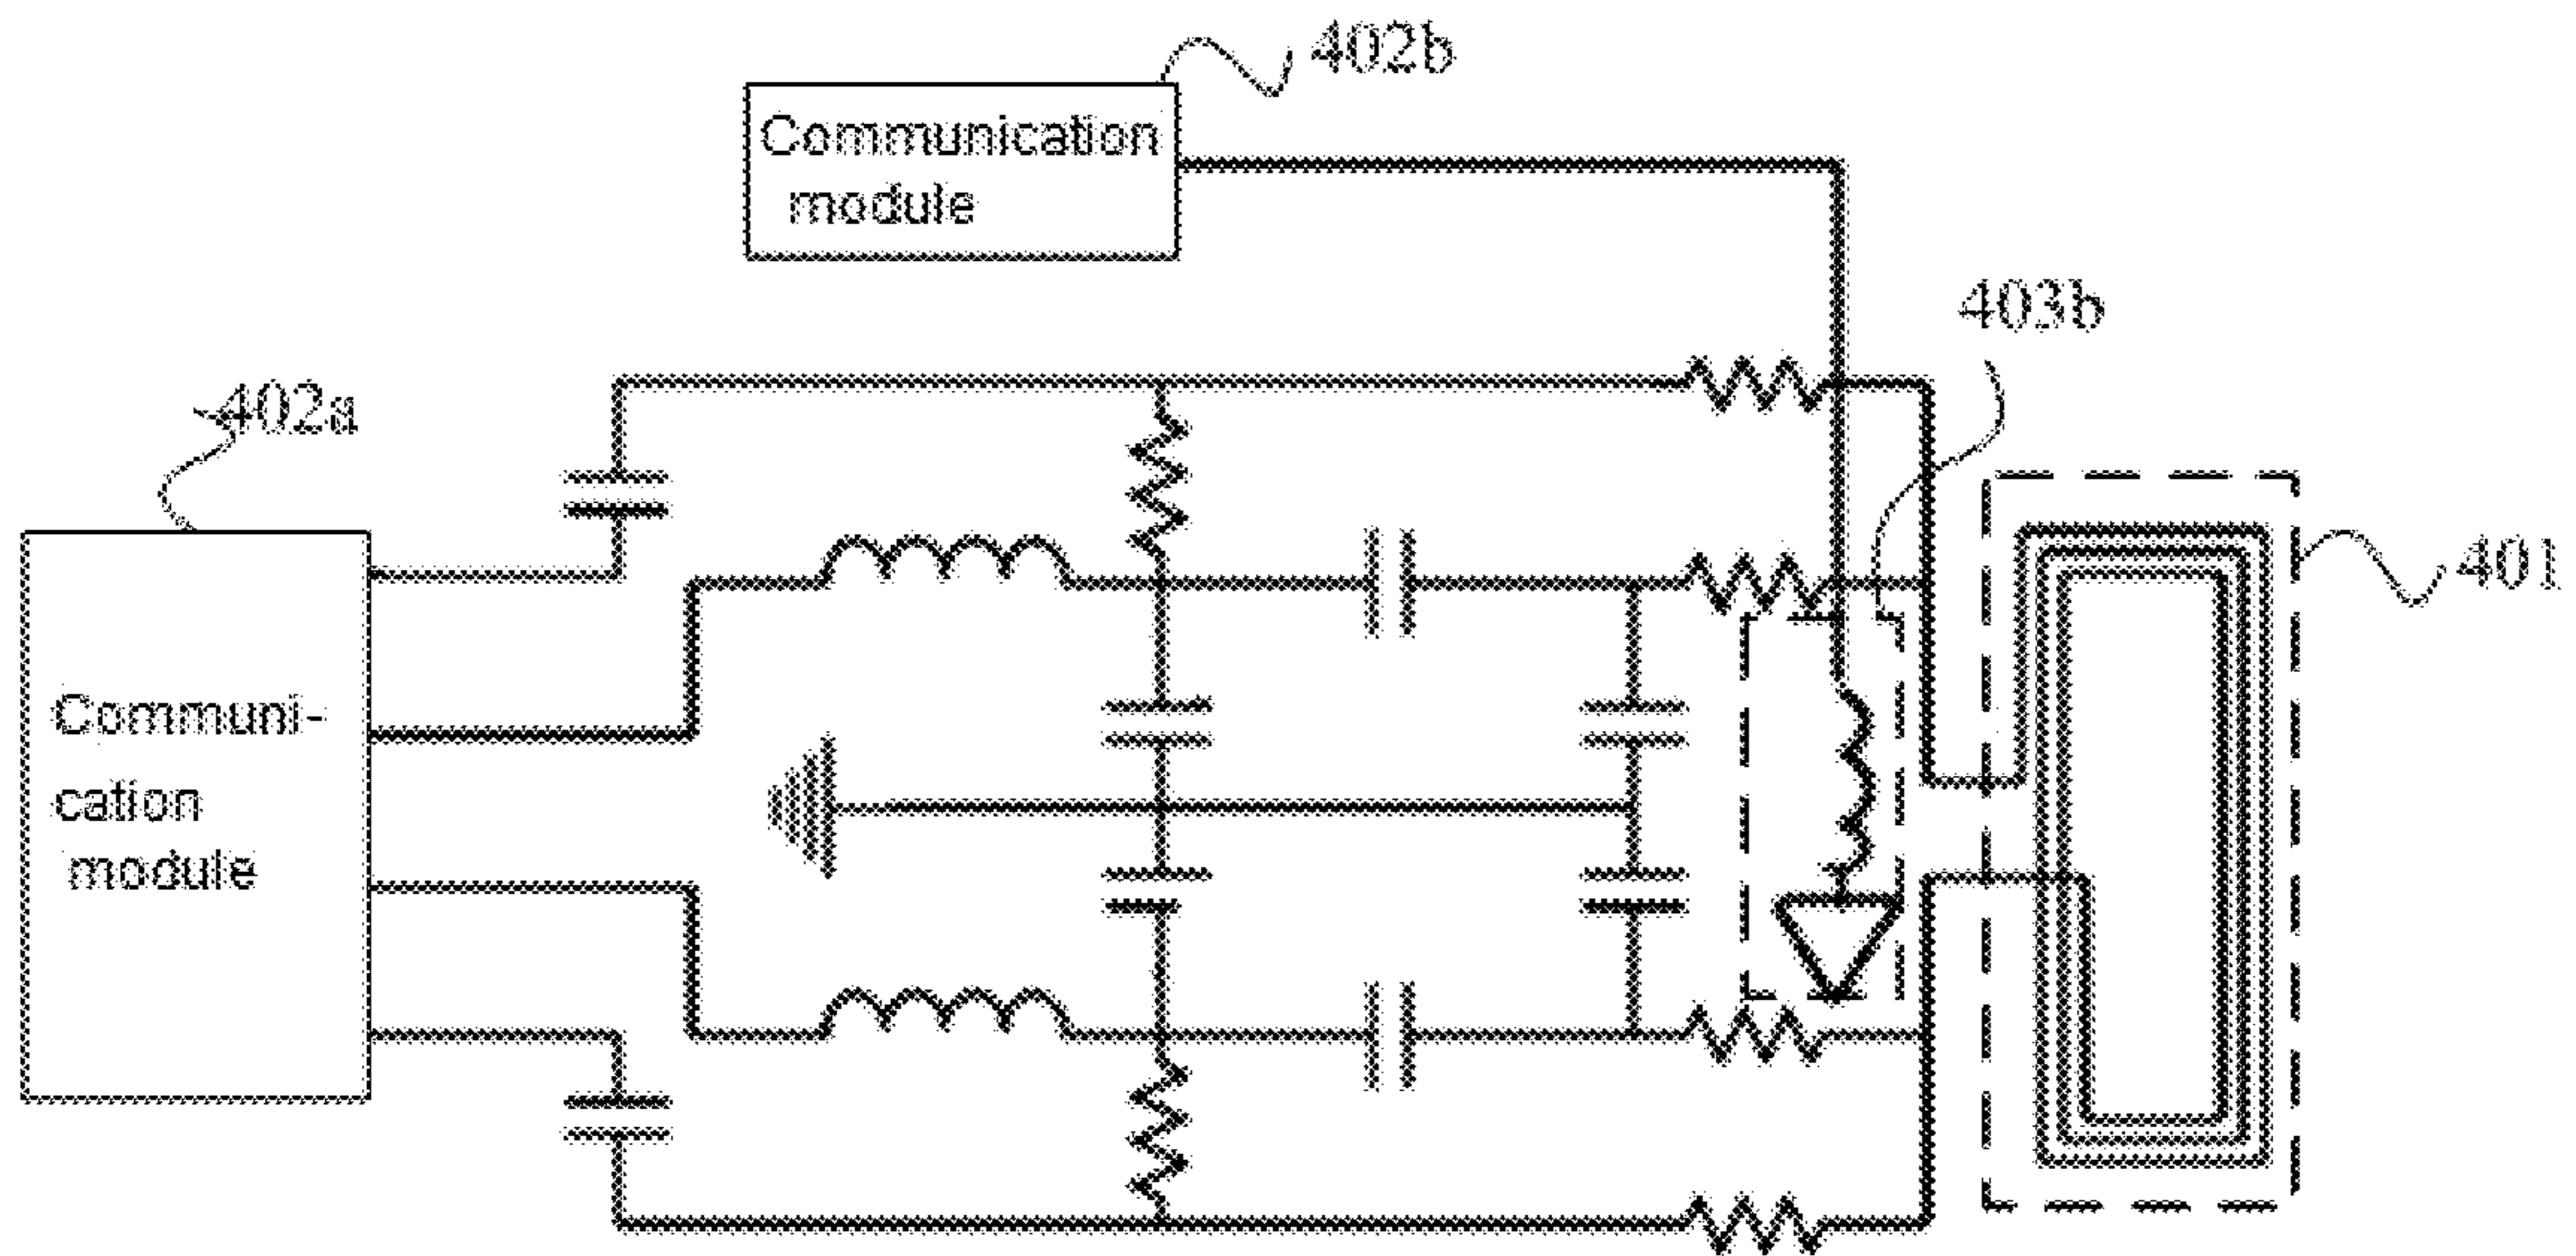 402b
Communication
module
403b
402a
401
Communi-
cation
module